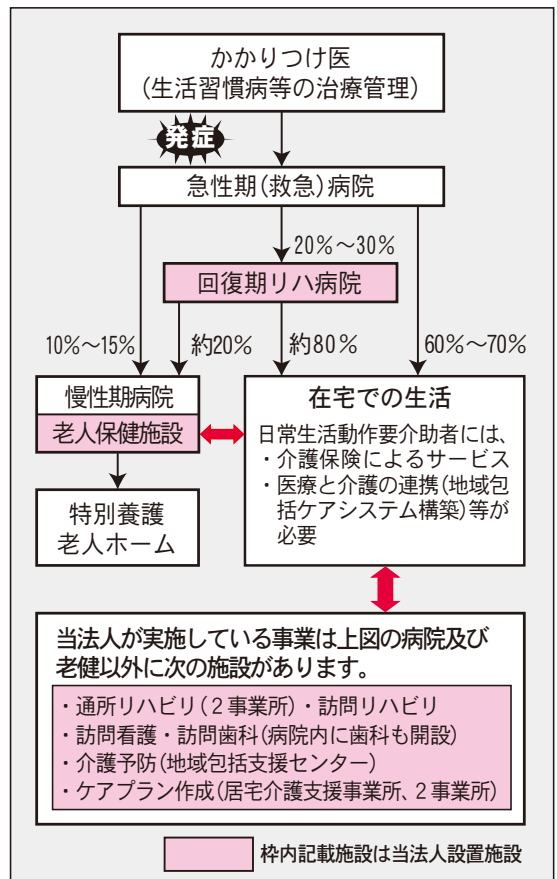 かかりつけ医
(生活習慣病等の治療管理)
発症
急性期(救急)病院
20%～30%
回復期リハ病院
10%～15%
約20%
約80%
60%～70%
慢性期病院
老人保健施設
特別養護
老人ホーム
在宅での生活
日常生活動作要介助者には、
・介護保険によるサービス
・医療と介護の連携(地域包
括ケアシステム構築)等が
必要
当法人が実施している事業は上図の病院及び
老健以外に次の施設があります。
・通所リハビリ(2事業所)・訪問リハビリ
・訪問看護・訪問歯科(病院内に歯科も開設)
・介護予防(地域包括支援センター)
・ケアプラン作成(居宅介護支援事業所、2事業所)
枠内記載施設は当法人設置施設